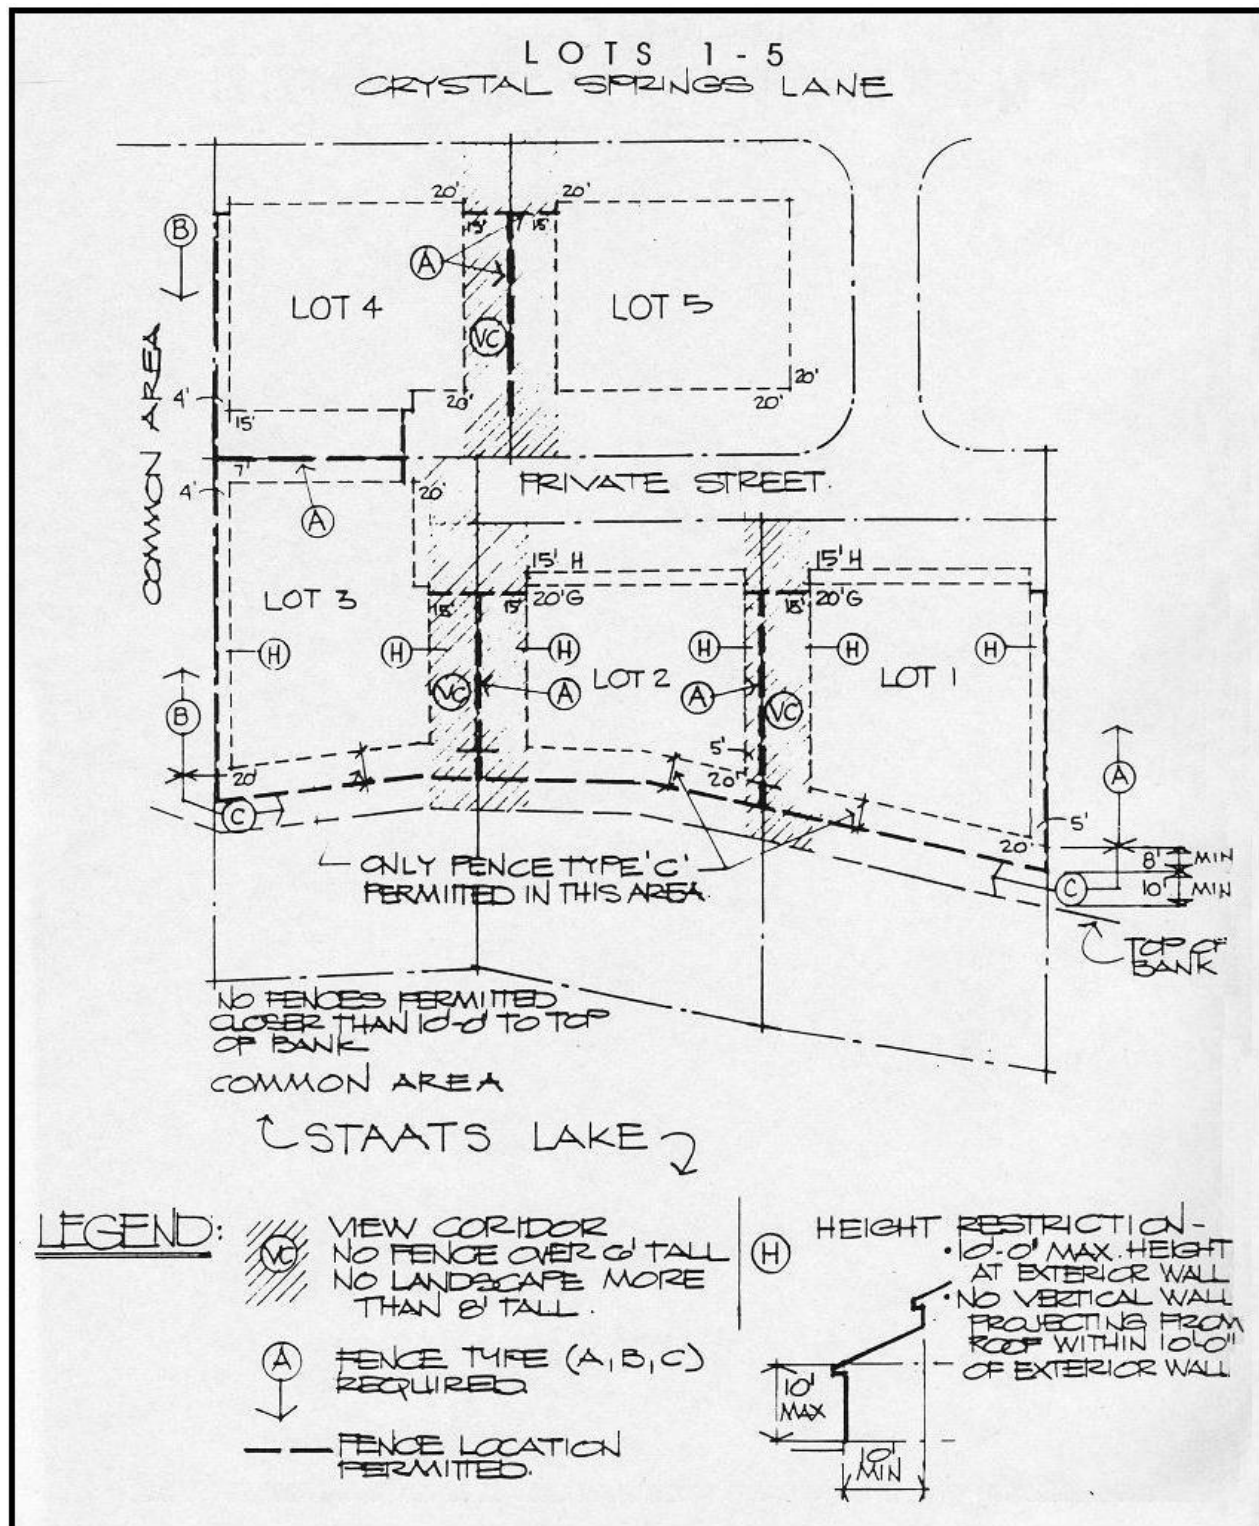 LOTS 1-5
CRYSTAL SPRINGS LANE
20'
20'
B
15'
7'
15'
A
LOT 4
LOT 5
VC
COMMON AREA
4'
15'
20'
20'
20'
7'
4'
20'
A
PRIVATE STREET.
15' H
15' H
LOT 3
15'
15'
20'G
15'
20'G
H
H
H
H
H
H
VC
A
LOT 2
A
VC
LOT 1
B
5'
20'
20'
A
5'
20'
C
8' MIN
ONLY FENCE TYPE 'C'
PERMITTED IN THIS AREA.
C
10' MIN
TOP OF
BANK
NO FENCES PERMITTED
CLOSER THAN 10'-0" TO TOP
OF BANK
COMMON AREA
STAATS LAKE
LEGEND:
VC
VIEW CORIDOR
NO FENCE OVER 6' TALL
NO LANDSCAPE MORE
THAN 8' TALL.
A
FENCE TYPE (A, B, C)
REQUIRED.
FENCE LOCATION
PERMITTED.
H
HEIGHT RESTRICTION-
• 10'-0" MAX. HEIGHT
AT EXTERIOR WALL
• NO VERTICAL WALL
PROJECTING FROM
ROOF WITHIN 10'-0"
OF EXTERIOR WALL
10'
MAX
10'
MIN